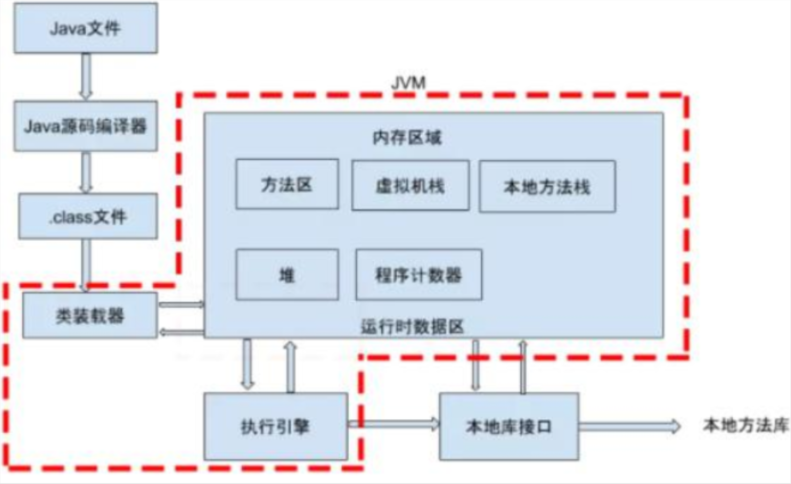 Java文件
JVM
Java源码编译器
内存区域
方法区
虚拟机栈
本地方法栈
.class文件
堆
程序计数器
类装载器
运行时数据区
执行引擎
本地库接口
本地方法库